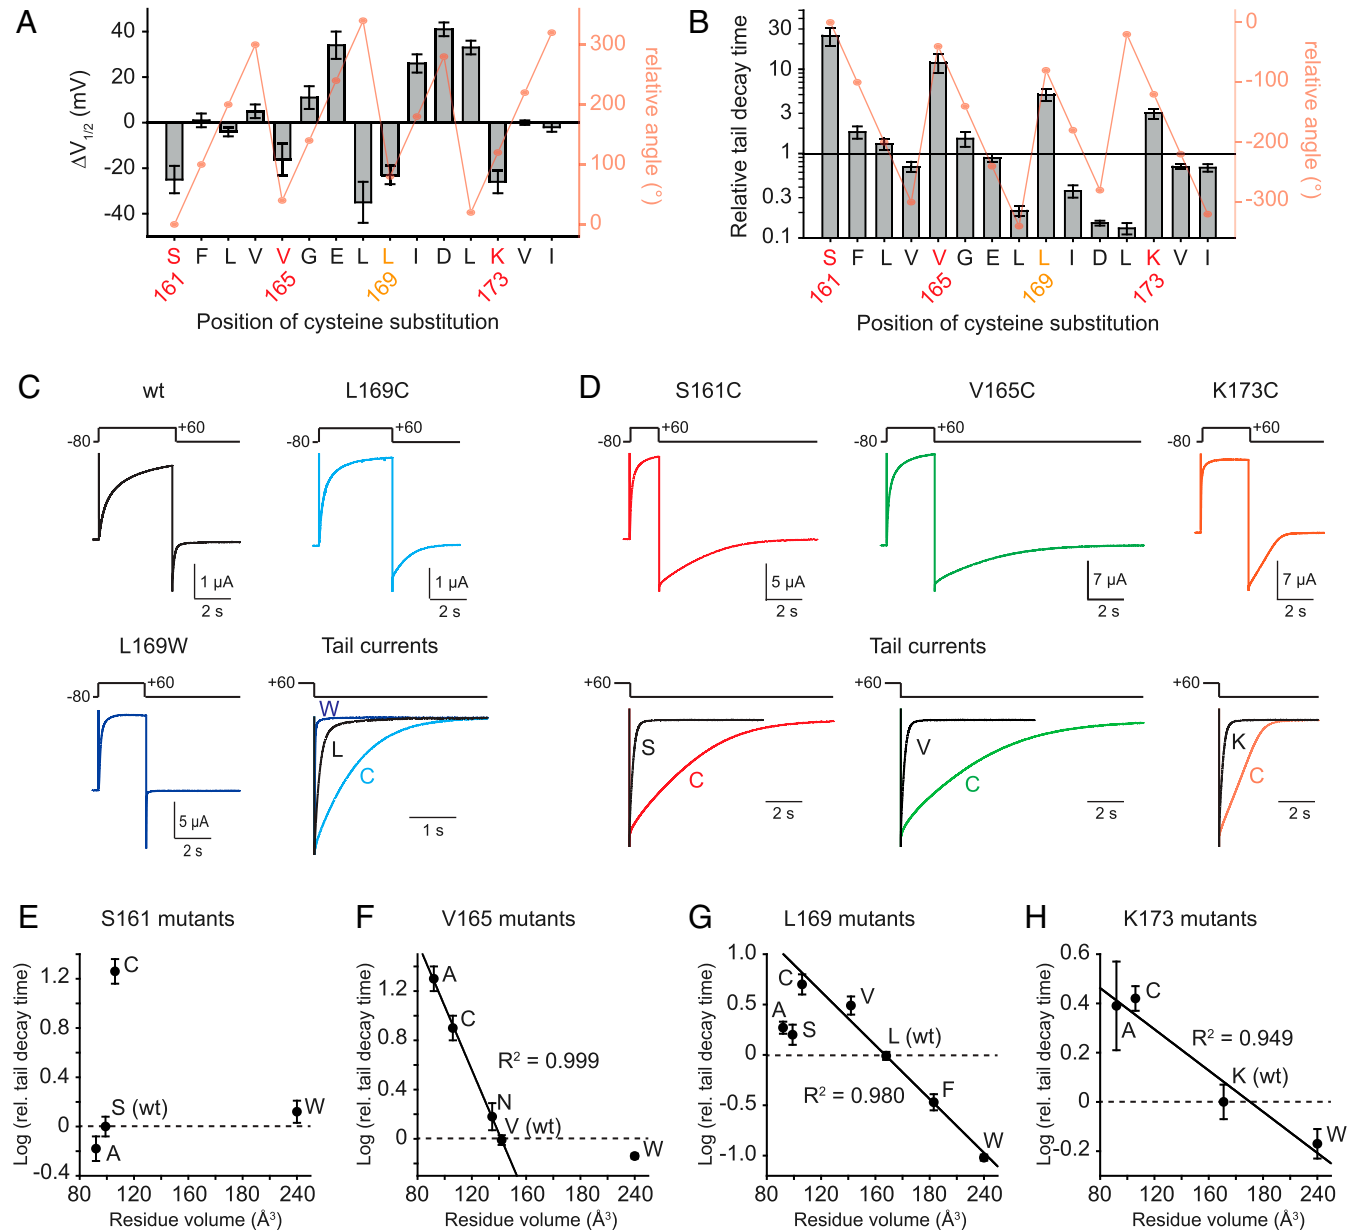 A
ΔV1/2 (mV)
40
20
0
-20
-40
300
200
100
0
relative angle (°)
S F L V V G E L L I D L K V I
161 165 169 173
Position of cysteine substitution
B
Relative tail decay time
30
10
3
1
0.3
0.1
-0
-100
-200
-300
relative angle (°)
S F L V V G E L L I D L K V I
161 165 169 173
Position of cysteine substitution
C
wt
-80 +60
1 µA
2 s
L169C
-80 +60
1 µA
2 s
L169W
-80 +60
5 µA
2 s
Tail currents
+60
W
L
C
1 s
D
S161C
-80 +60
5 µA
2 s
V165C
-80 +60
7 µA
2 s
K173C
-80 +60
7 µA
2 s
Tail currents
+60
S
C
2 s
+60
V
C
2 s
+60
K
C
2 s
E
S161 mutants
Log (rel. tail decay time)
1.2
0.8
0.4
0
-0.4
C
S (wt)
A
W
80 120 160 200 240
Residue volume (Å³)
F
V165 mutants
Log (rel. tail decay time)
1.2
0.8
0.4
0
A
C
R² = 0.999
N
V (wt)
W
80 120 160 200 240
Residue volume (Å³)
G
L169 mutants
Log (rel. tail decay time)
1.0
0.5
0
-0.5
-1.0
C
V
A
S
L (wt)
R² = 0.980
F
W
80 120 160 200 240
Residue volume (Å³)
H
K173 mutants
Log (rel. tail decay time)
0.6
0.4
0.2
0
-0.2
C
A
R² = 0.949
K (wt)
W
80 120 160 200 240
Residue volume (Å³)